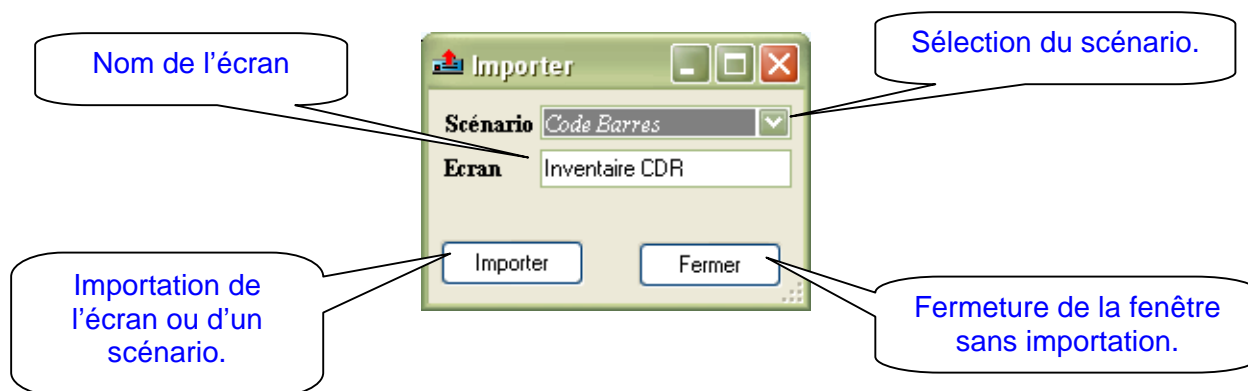 Nom de l’écran
Importer
Sélection du scénario.
Scénario Code Barres
Ecran Inventaire CDR
Importer
Fermer
Importation de
l’écran ou d’un
scénario.
Fermeture de la fenêtre
sans importation.